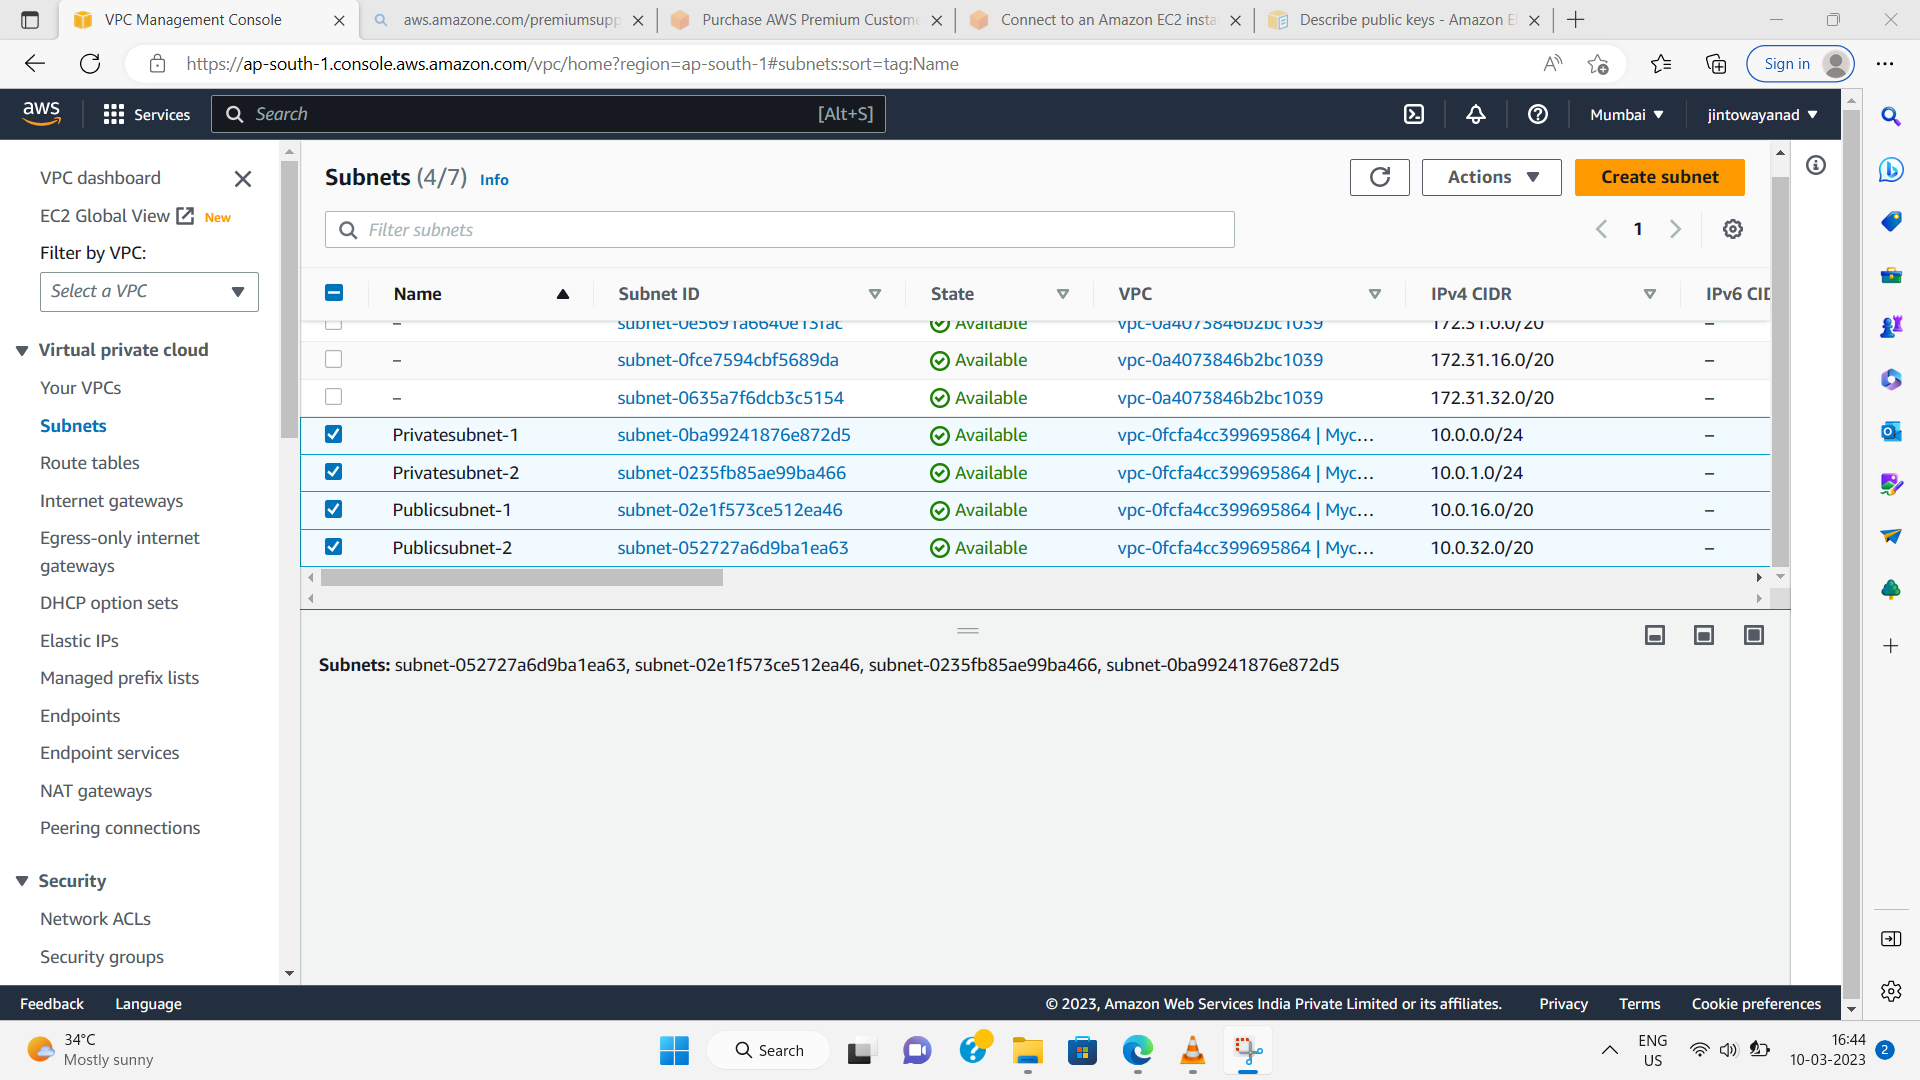 VPC Management Console
aws.amazone.com/premiumsupp
Purchase AWS Premium Custome
Connect to an Amazon EC2 insta
Describe public keys - Amazon E
https://ap-south-1.console.aws.amazon.com/vpc/home?region=ap-south-1#subnets:sort=tag:Name
Sign in
aws
Services
Search
[Alt+S]
Mumbai
jintowayanad
VPC dashboard
EC2 Global View New
Filter by VPC:
Select a VPC
Virtual private cloud
Your VPCs
Subnets
Route tables
Internet gateways
Egress-only internet
gateways
DHCP option sets
Elastic IPs
Managed prefix lists
Endpoints
Endpoint services
NAT gateways
Peering connections
Security
Network ACLs
Security groups
Subnets (4/7) Info
Actions
Create subnet
Filter subnets
1
Name Subnet ID State VPC IPv4 CIDR IPv6 CID
– subnet-0e5691a6640e13fac Available vpc-0a4073846b2bc1039 172.31.0.0/20 –
– subnet-0fce7594cbf5689da Available vpc-0a4073846b2bc1039 172.31.16.0/20 –
– subnet-0635a7f6dcb3c5154 Available vpc-0a4073846b2bc1039 172.31.32.0/20 –
Privatesubnet-1 subnet-0ba99241876e872d5 Available vpc-0fcfa4cc399695864 | Myc... 10.0.0.0/24 –
Privatesubnet-2 subnet-0235fb85ae99ba466 Available vpc-0fcfa4cc399695864 | Myc... 10.0.1.0/24 –
Publicsubnet-1 subnet-02e1f573ce512ea46 Available vpc-0fcfa4cc399695864 | Myc... 10.0.16.0/20 –
Publicsubnet-2 subnet-052727a6d9ba1ea63 Available vpc-0fcfa4cc399695864 | Myc... 10.0.32.0/20 –
Subnets: subnet-052727a6d9ba1ea63, subnet-02e1f573ce512ea46, subnet-0235fb85ae99ba466, subnet-0ba99241876e872d5
Feedback Language
© 2023, Amazon Web Services India Private Limited or its affiliates. Privacy Terms Cookie preferences
34°C
Mostly sunny
Search
ENG
US
16:44
10-03-2023
2